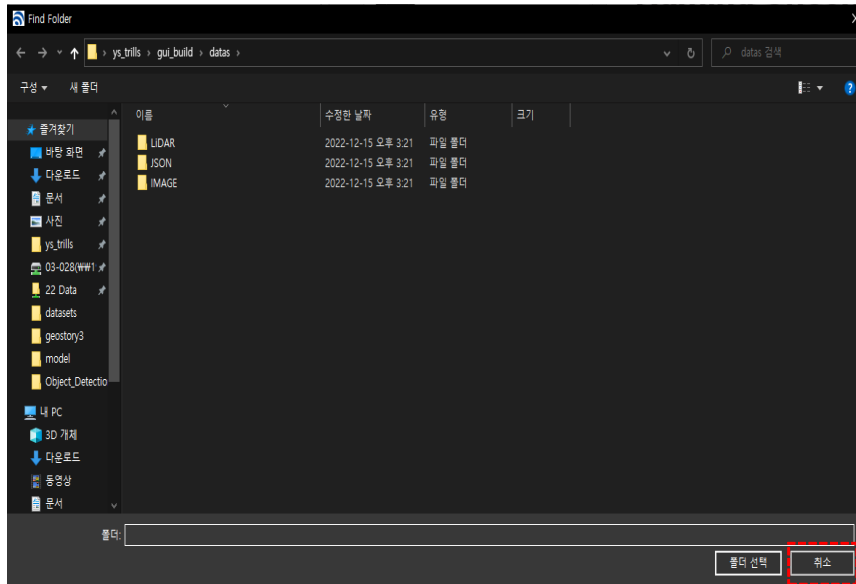 Find Folder
ys_trills › gui_build › datas ›
datas 검색
구성 새 폴더
이름 수정한 날짜 유형 크기
즐겨찾기
바탕 화면
다운로드
문서
사진
ys_trills
03-028(₩₩1
22 Data
datasets
geostory3
model
Object_Detectio
내 PC
3D 개체
다운로드
동영상
문서
LIDAR 2022-12-15 오후 3:21 파일 폴더
JSON 2022-12-15 오후 3:21 파일 폴더
IMAGE 2022-12-15 오후 3:21 파일 폴더
폴더:
폴더 선택 취소